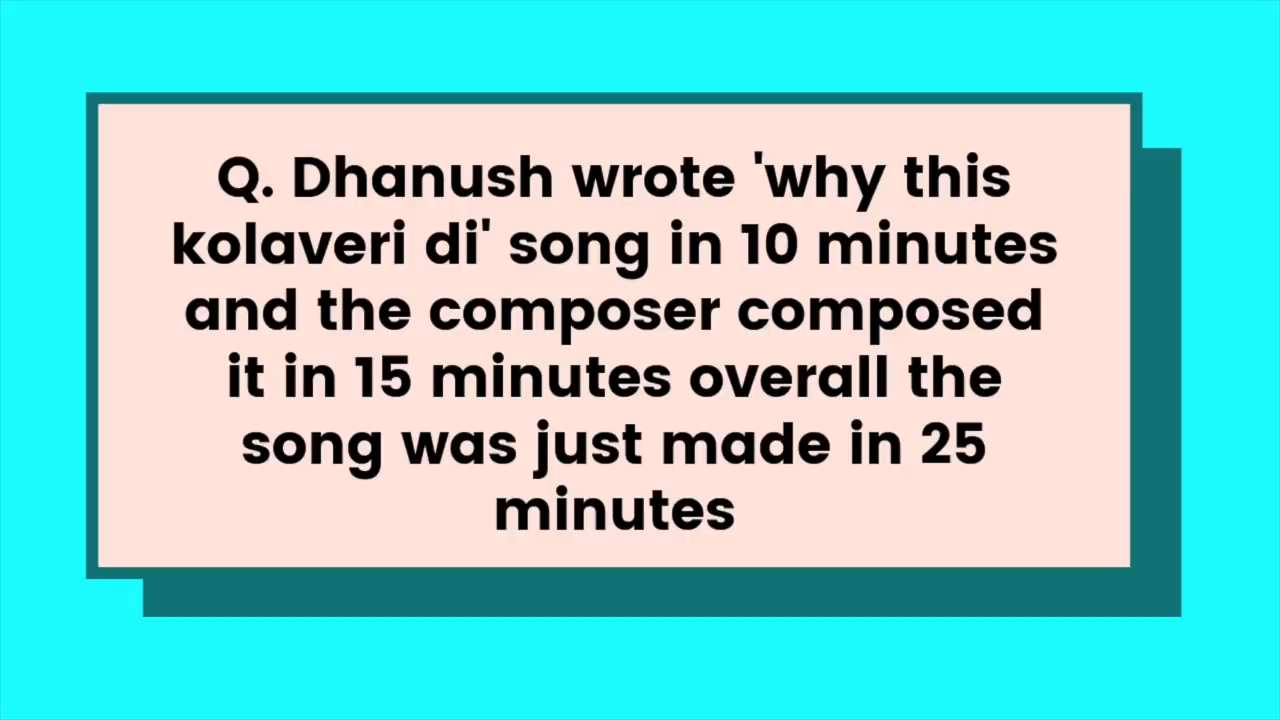 Q. Dhanush wrote 'why this
kolaveri di' song in 10 minutes
and the composer composed
it in 15 minutes overall the
song was just made in 25
minutes